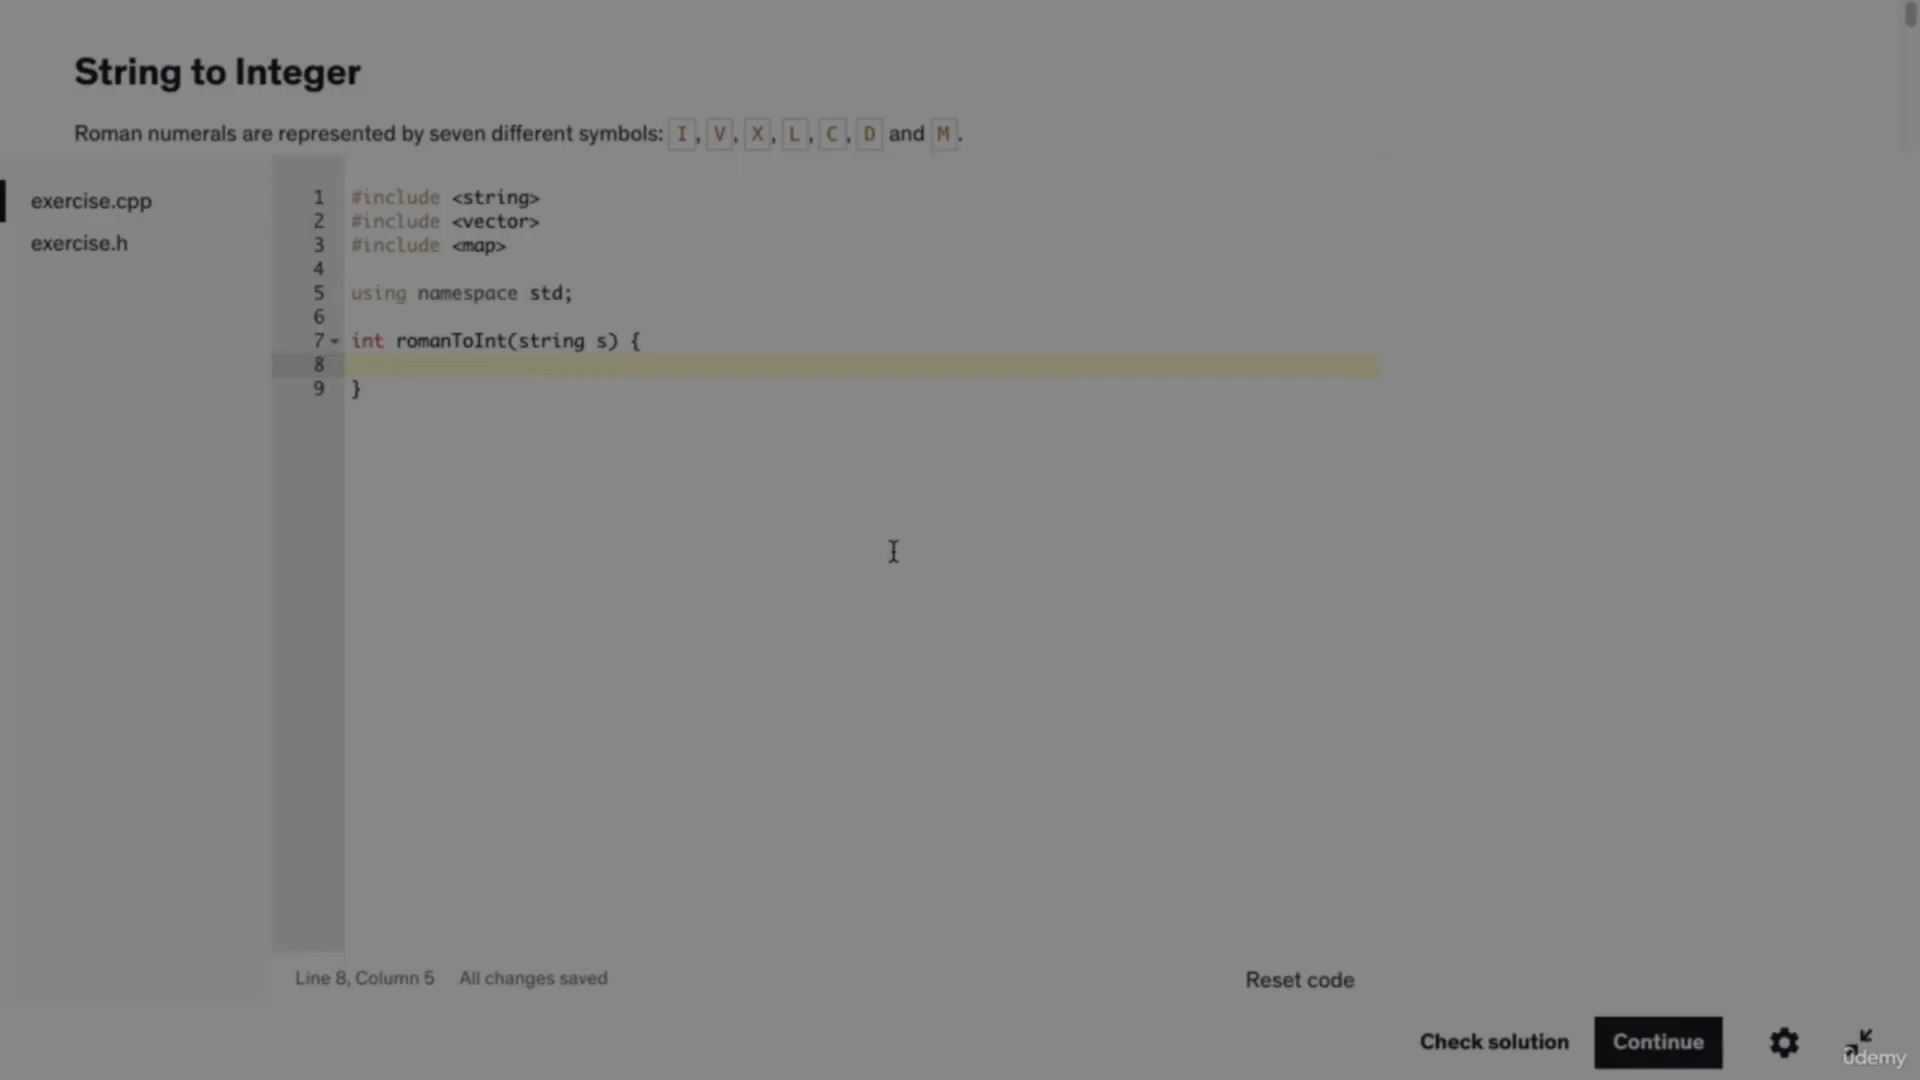 String to Integer
Roman numerals are represented by seven different symbols: I, V, X, L, C, D and M.
exercise.cpp
exercise.h
1 #include <string>
2 #include <vector>
3 #include <map>
4
5 using namespace std;
6
7 int romanToInt(string s) {
8
9 }
Line 8, Column 5 All changes saved
Reset code
Check solution
Continue
udemy